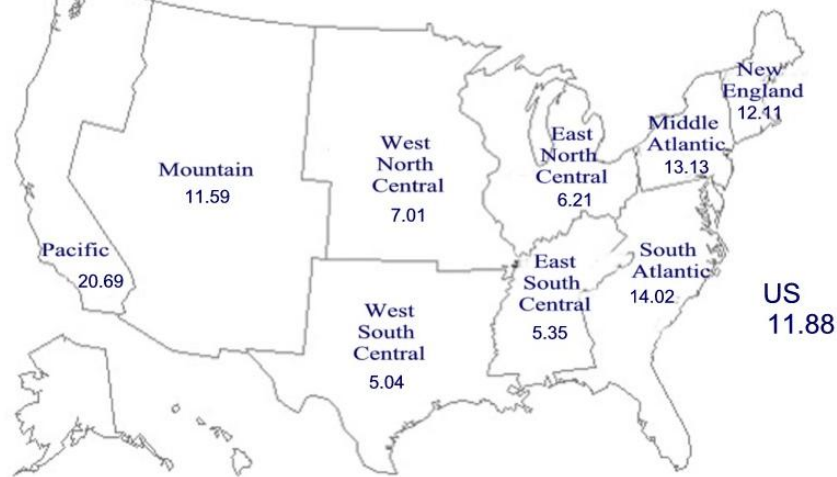 New
England
12.11
Middle
Atlantic
13.13
West
North
Central
7.01
East
North
Central
6.21
Mountain
11.59
Pacific
20.69
South
Atlantic
14.02
East
South
Central
5.35
US
11.88
West
South
Central
5.04